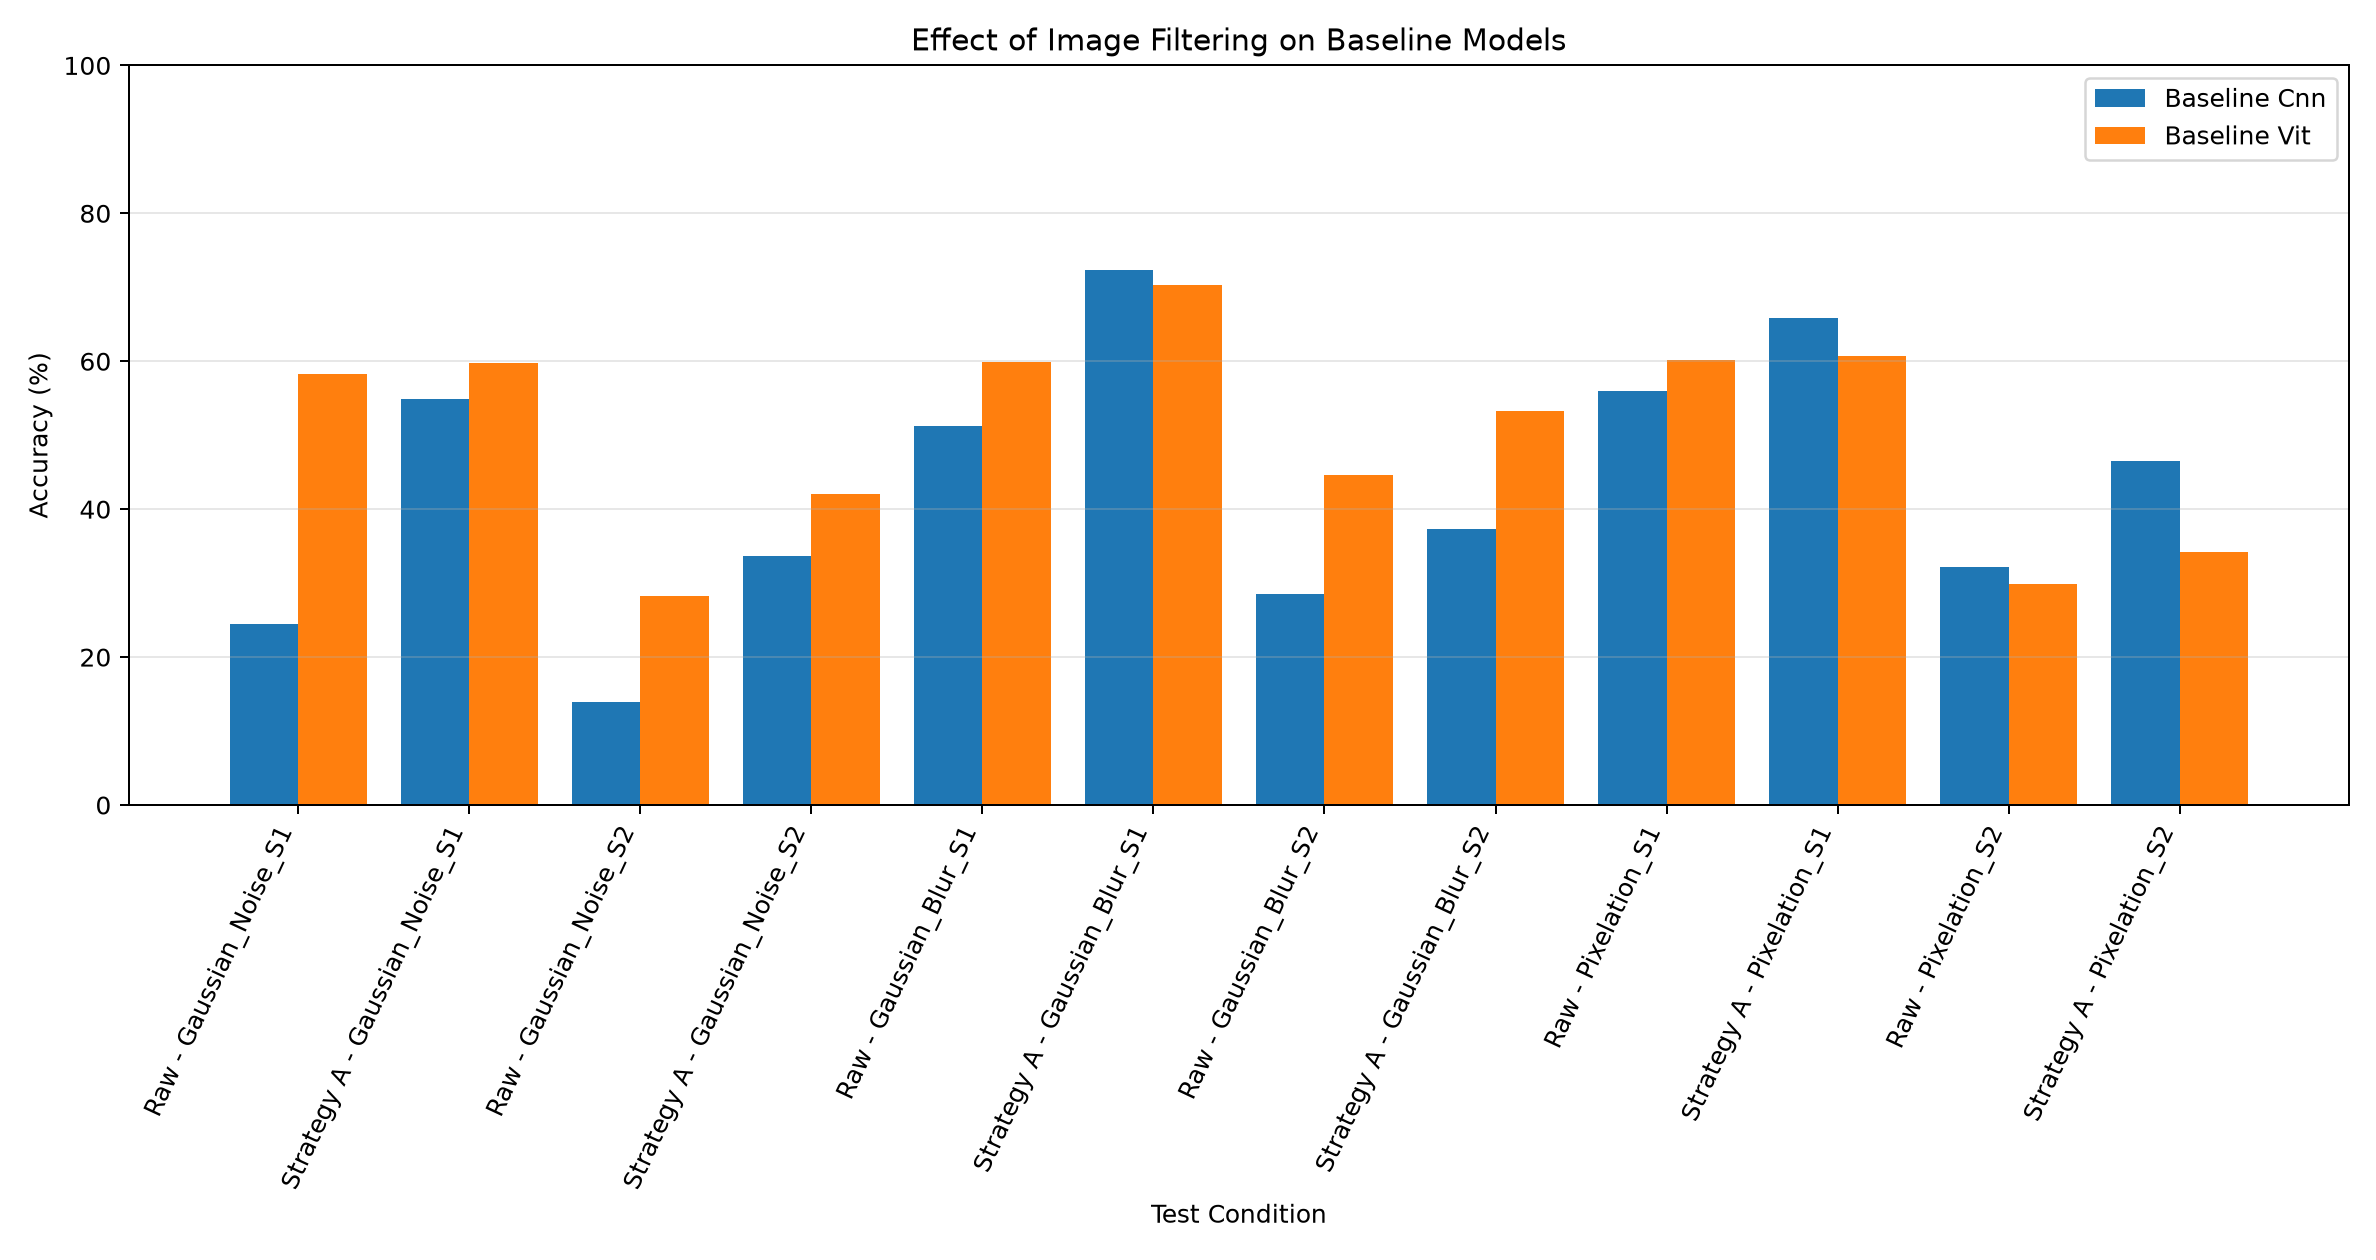 Effect of Image Filtering on Baseline Models
Baseline Cnn
Baseline Vit
Accuracy (%)
100
80
60
40
20
0
Raw - Gaussian_Noise_S1
Strategy A - Gaussian_Noise_S1
Raw - Gaussian_Noise_S2
Strategy A - Gaussian_Noise_S2
Raw - Gaussian_Blur_S1
Strategy A - Gaussian_Blur_S1
Raw - Gaussian_Blur_S2
Strategy A - Gaussian_Blur_S2
Raw - Pixelation_S1
Strategy A - Pixelation_S1
Raw - Pixelation_S2
Strategy A - Pixelation_S2
Test Condition